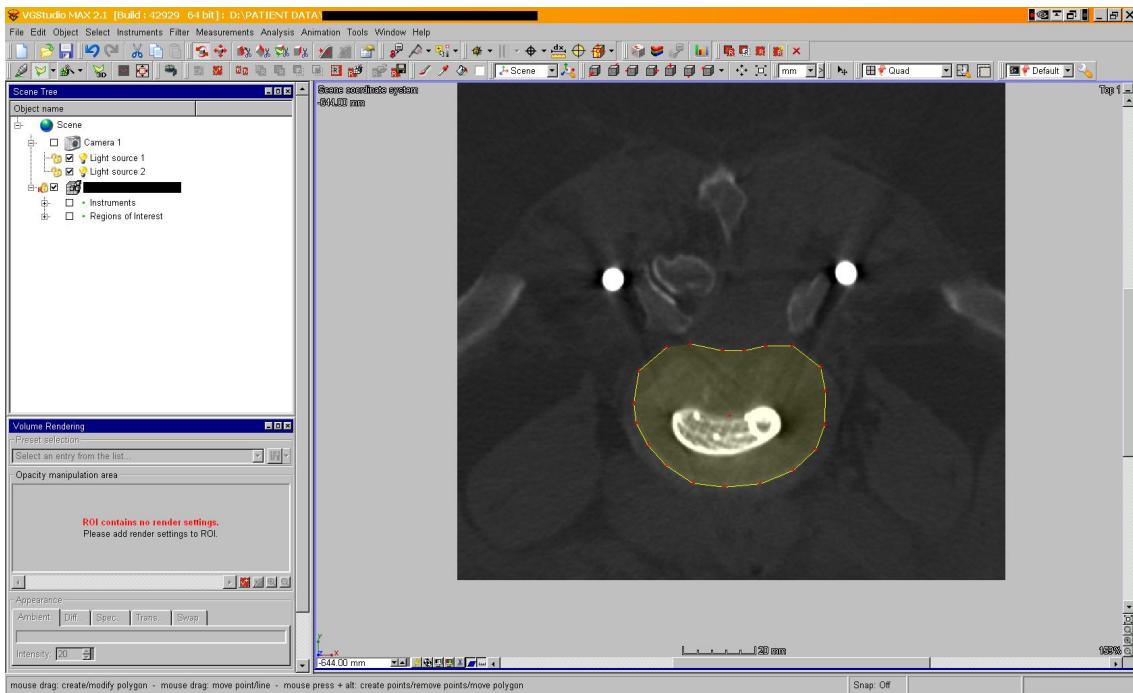 VGStudio MAX 2.1 [Build : 42929 64 bit] : D:\PATIENT DATA\
File Edit Object Select Instruments Filter Measurements Analysis Animation Tools Window Help
Scene mm Quad Default
Scene Tree
Object name
Scene
Camera 1
Light source 1
Light source 2
Instruments
Regions of Interest
Volume Rendering
Preset selection
Select an entry from the list...
Opacity manipulation area
ROI contains no render settings.
Please add render settings to ROI.
Appearance
Ambient Diff. Spec. Trans. Swap
Intensity: 20
Scene coordinate system
-644.00 mm
Top 1
y
z x
20 mm
-644.00 mm
153%
mouse drag: create/modify polygon - mouse drag: move point/line - mouse press + alt: create points/remove points/move polygon
Snap: Off